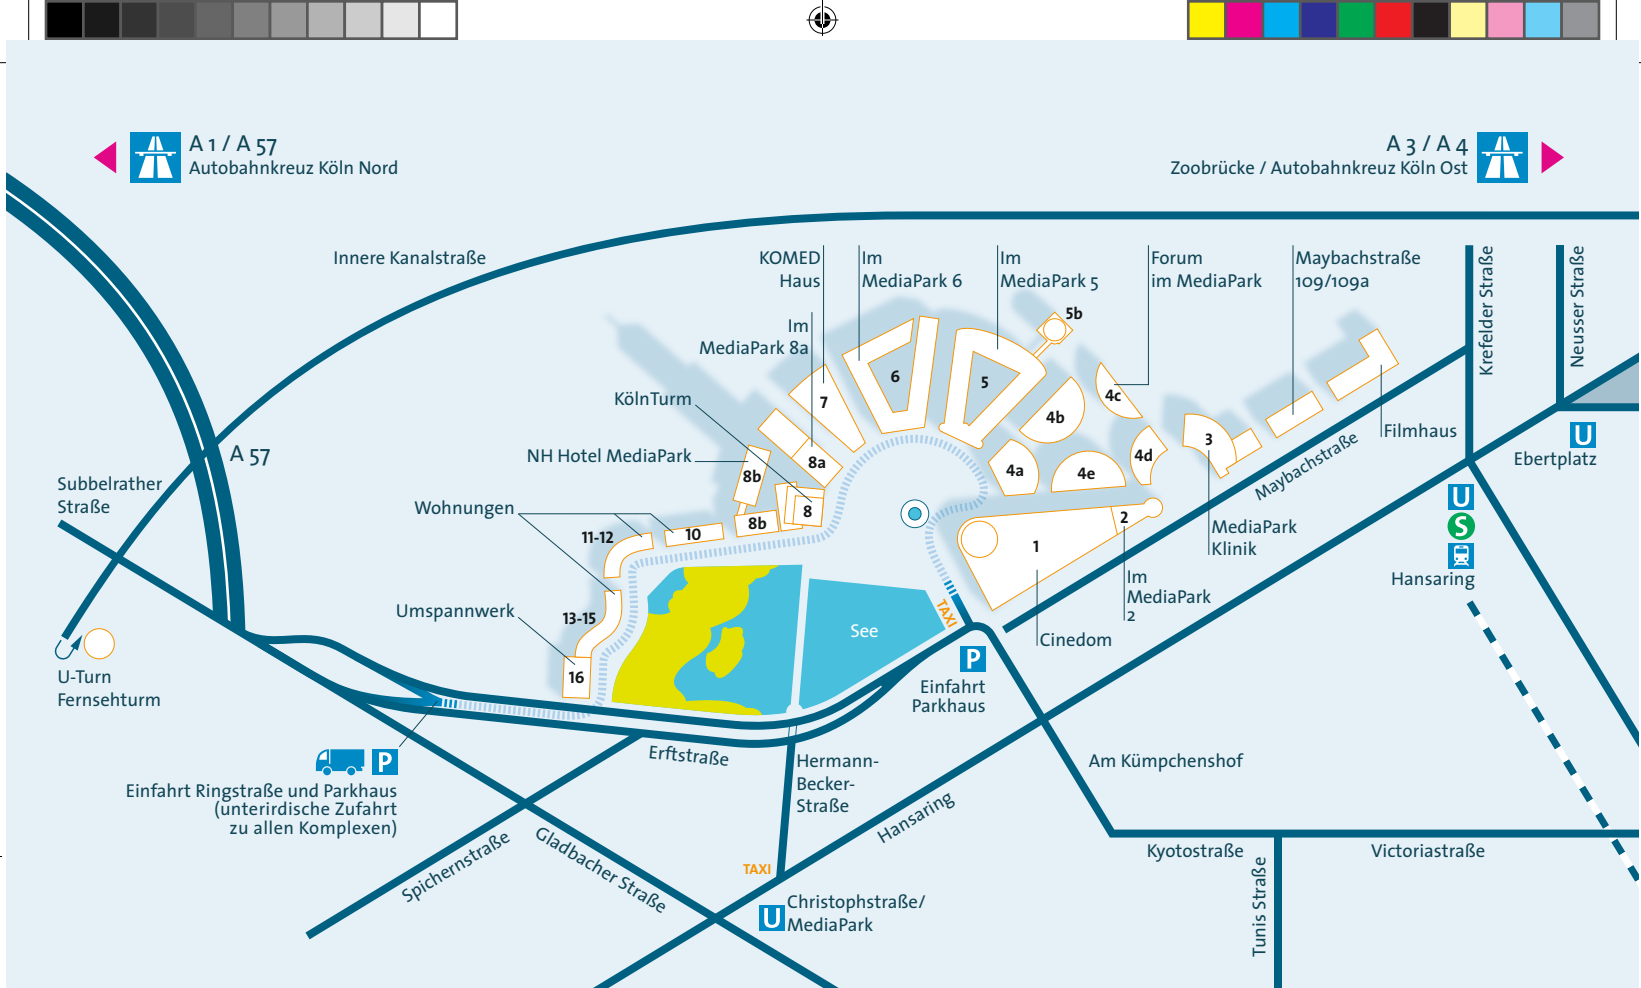 A 1 / A 57
Autobahnkreuz Köln Nord
A 3 / A 4
Zoobrücke / Autobahnkreuz Köln Ost
Innere Kanalstraße
KOMED
Haus
Im
MediaPark 6
Im
MediaPark 5
Forum
im MediaPark
Maybachstraße
109/109a
Krefelder Straße
Neusser Straße
Im
MediaPark 8a
5b
6
5
7
4c
4b
KölnTurm
Filmhaus
U
Ebertplatz
A 57
NH Hotel MediaPark
8a
8b
4a
4e
4d
3
Maybachstraße
Subbelrather
Straße
Wohnungen
8
8b
10
11-12
2
1
MediaPark
Klinik
U
S
Hansaring
Im
MediaPark
2
Umspannwerk
13-15
16
See
TAXI
Cinedom
U-Turn
Fernsehturm
P
Einfahrt
Parkhaus
Erftstraße
Hermann-
Becker-
Straße
Am Kümpchenshof
P
Einfahrt Ringstraße und Parkhaus
(unterirdische Zufahrt
zu allen Komplexen)
Spichernstraße
Gladbacher Straße
Hansaring
TAXI
Kyotostraße
Victoriastraße
Tunis Straße
U
Christophstraße/
MediaPark